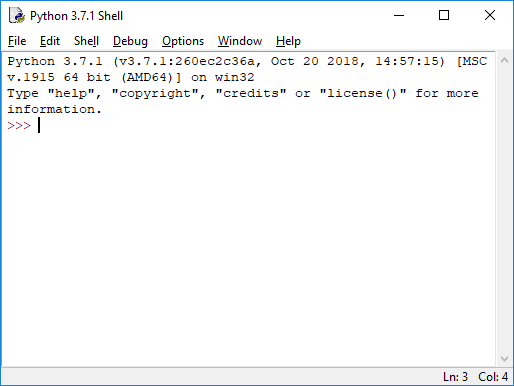 Python 3.7.1 Shell
File Edit Shell Debug Options Window Help
Python 3.7.1 (v3.7.1:260ec2c36a, Oct 20 2018, 14:57:15) [MSC
v.1915 64 bit (AMD64)] on win32
Type "help", "copyright", "credits" or "license()" for more
information.
>>>
Ln: 3 Col: 4